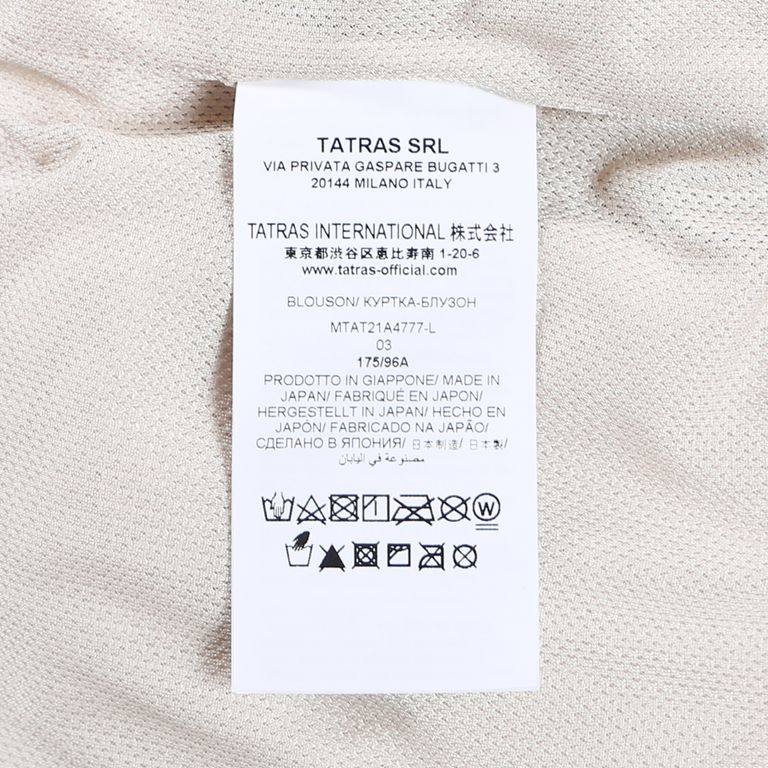 TATRAS SRL
VIA PRIVATA GASPARE BUGATTI 3
20144 MILANO ITALY
TATRAS INTERNATIONAL 株式会社
東京都渋谷区恵比寿南 1-20-6
www.tatras-official.com
BLOUSON/ КУРТКА-БЛУЗОН
MTAT21A4777-L
03
175/96A
PRODOTTO IN GIAPPONE/ MADE IN
JAPAN/ FABRIQUÉ EN JAPON/
HERGESTELLT IN JAPAN/ HECHO EN
JAPÓN/ FABRICADO NA JAPÃO/
СДЕЛАНО В ЯПОНИЯ/ 日本制造/ 日本製/
مصنوعة في اليابان
W